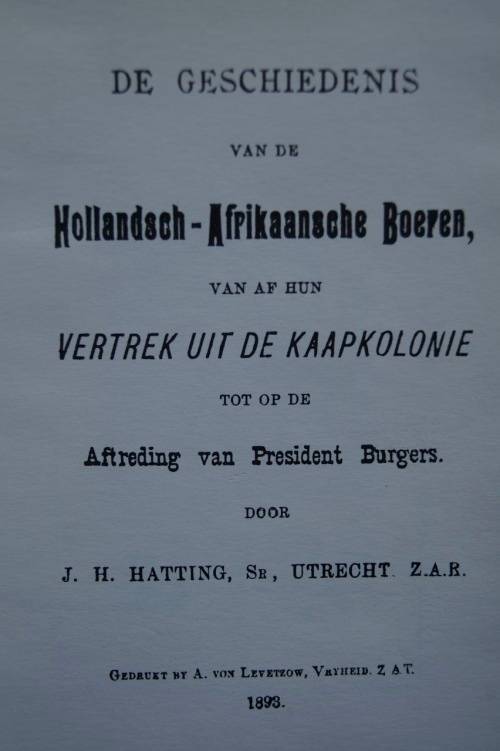 DE GESCHIEDENIS
VAN DE
Hollandsch-Afrikaansche Boeren,
VAN AF HUN
VERTREK UIT DE KAAPKOLONIE
TOT OP DE
Aftreding van President Burgers.
DOOR
J. H. HATTING, SR, UTRECHT Z.A.R.
GEDRUKT BY A. VON LEVETZOW, VRYHEID. Z.A.T.
1893.